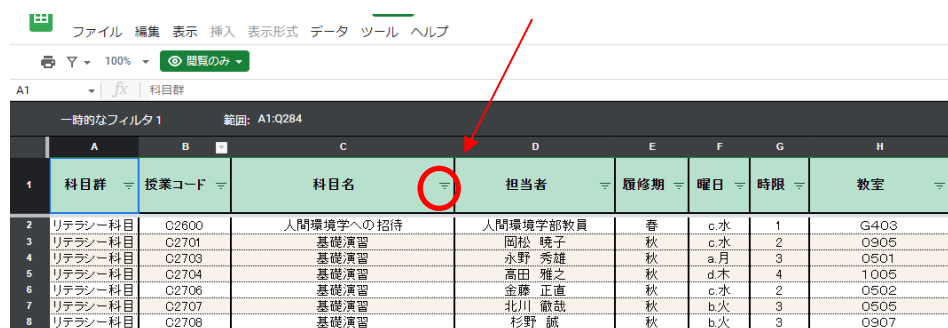 ファイル 編集 表示 挿入 表示形式 データ ツール ヘルプ
100% 閲覧のみ
A1 fx 科目群
一時的なフィルタ 1 範囲: A1:Q284
A B C D E F G H
1 科目群 授業コード 科目名 担当者 履修期 曜日 時限 教室
2 リテラシー科目 C2600 人間環境学への招待 人間環境学部教員 春 c.水 1 G403
3 リテラシー科目 C2701 基礎演習 岡松 暁子 秋 c.水 2 0905
4 リテラシー科目 C2703 基礎演習 永野 秀雄 秋 a.月 3 0501
5 リテラシー科目 C2704 基礎演習 高田 雅之 秋 d.木 4 1005
6 リテラシー科目 C2706 基礎演習 金藤 正直 秋 c.水 2 0502
7 リテラシー科目 C2707 基礎演習 北川 徹哉 秋 b.火 3 0505
8 リテラシー科目 C2708 基礎演習 杉野 誠 秋 b.火 3 0907